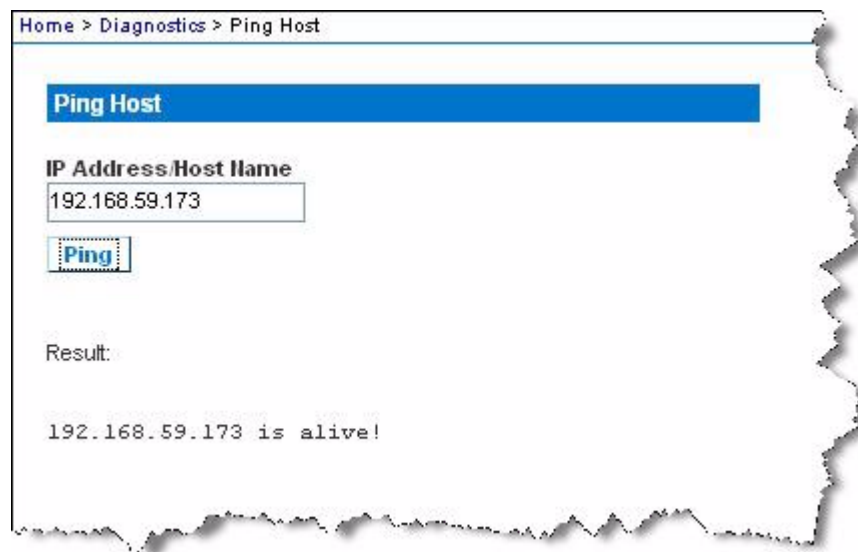 Home > Diagnostics > Ping Host
Ping Host
IP Address/Host Name
192.168.59.173
Ping
Result:
192.168.59.173 is alive!